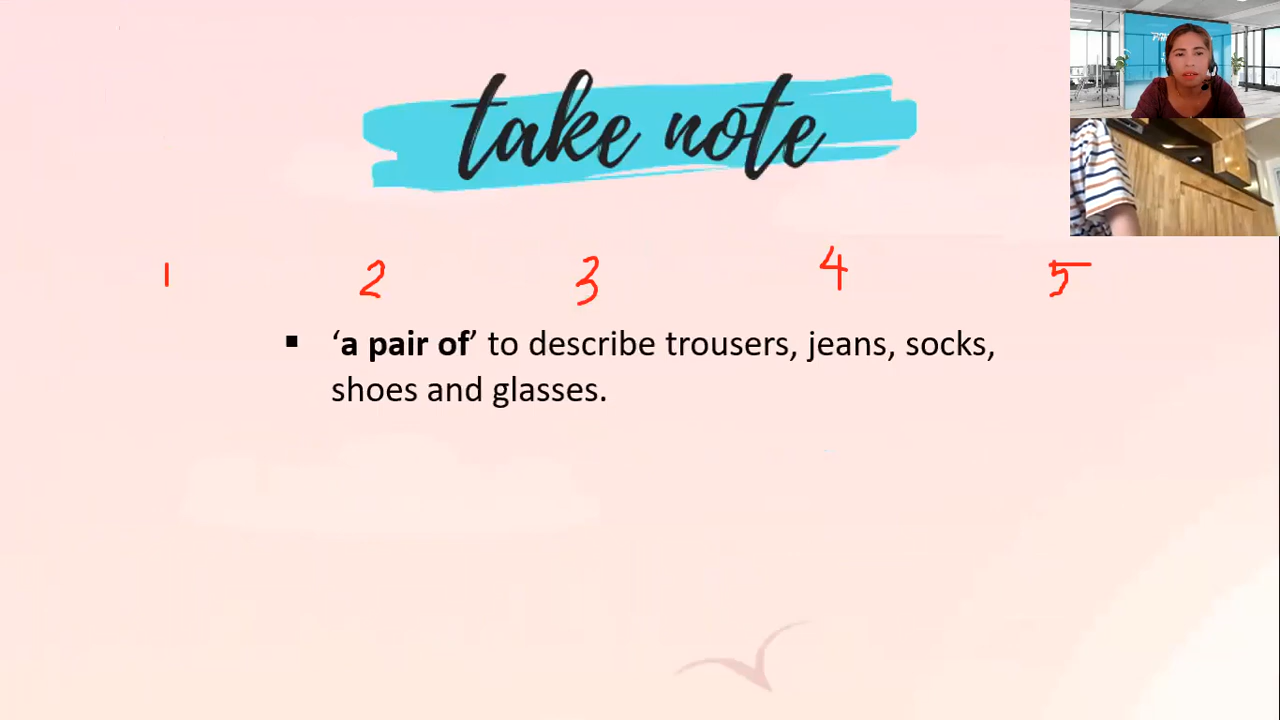 take note
1 2 3 4 5
▪ ‘a pair of’ to describe trousers, jeans, socks,
shoes and glasses.